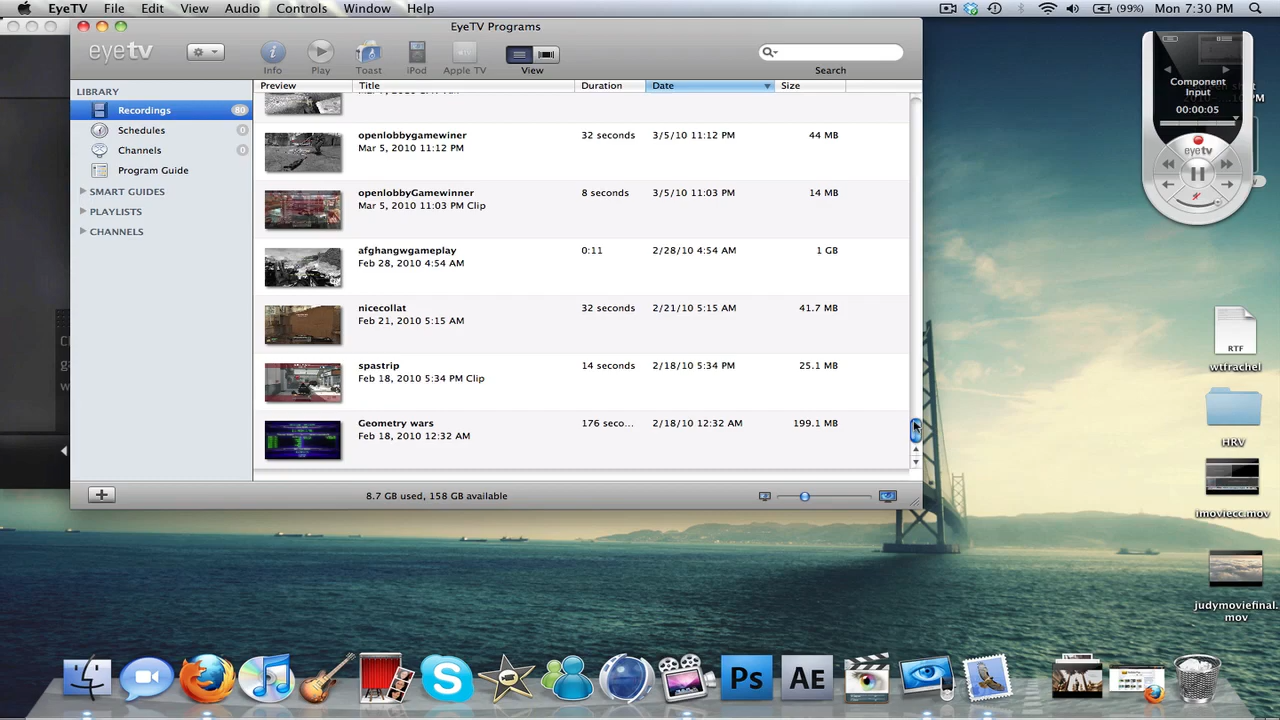 EyeTV File Edit View Audio Controls Window Help
(99%) Mon 7:30 PM
EyeTV Programs
eyetv
Info Play Toast iPod Apple TV View Search
Preview Title Duration Date Size
LIBRARY
Recordings 80
Schedules 0
Channels 0
Program Guide
SMART GUIDES
PLAYLISTS
CHANNELS
openlobbygamewiner 32 seconds 3/5/10 11:12 PM 44 MB
Mar 5, 2010 11:12 PM
openlobbyGamewinner 8 seconds 3/5/10 11:03 PM 14 MB
Mar 5, 2010 11:03 PM Clip
afghangwgameplay 0:11 2/28/10 4:54 AM 1 GB
Feb 28, 2010 4:54 AM
nicecollat 32 seconds 2/21/10 5:15 AM 41.7 MB
Feb 21, 2010 5:15 AM
spastrip 14 seconds 2/18/10 5:34 PM 25.1 MB
Feb 18, 2010 5:34 PM Clip
Geometry wars 176 seco... 2/18/10 12:32 AM 199.1 MB
Feb 18, 2010 12:32 AM
8.7 GB used, 158 GB available
Component
Input
00:00:05
eyetv
RTF
wtfrachel
HRV
imoviecc.mov
judymoviefinal.
mov
Ps AE